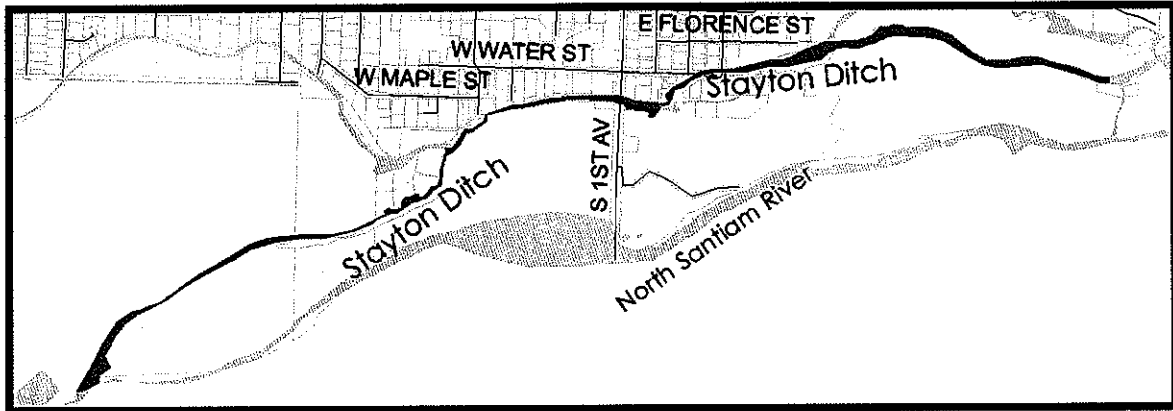 E FLORENCE ST
W WATER ST
W MAPLE ST
Stayton Ditch
S 1ST AV
Stayton Ditch
North Santiam River